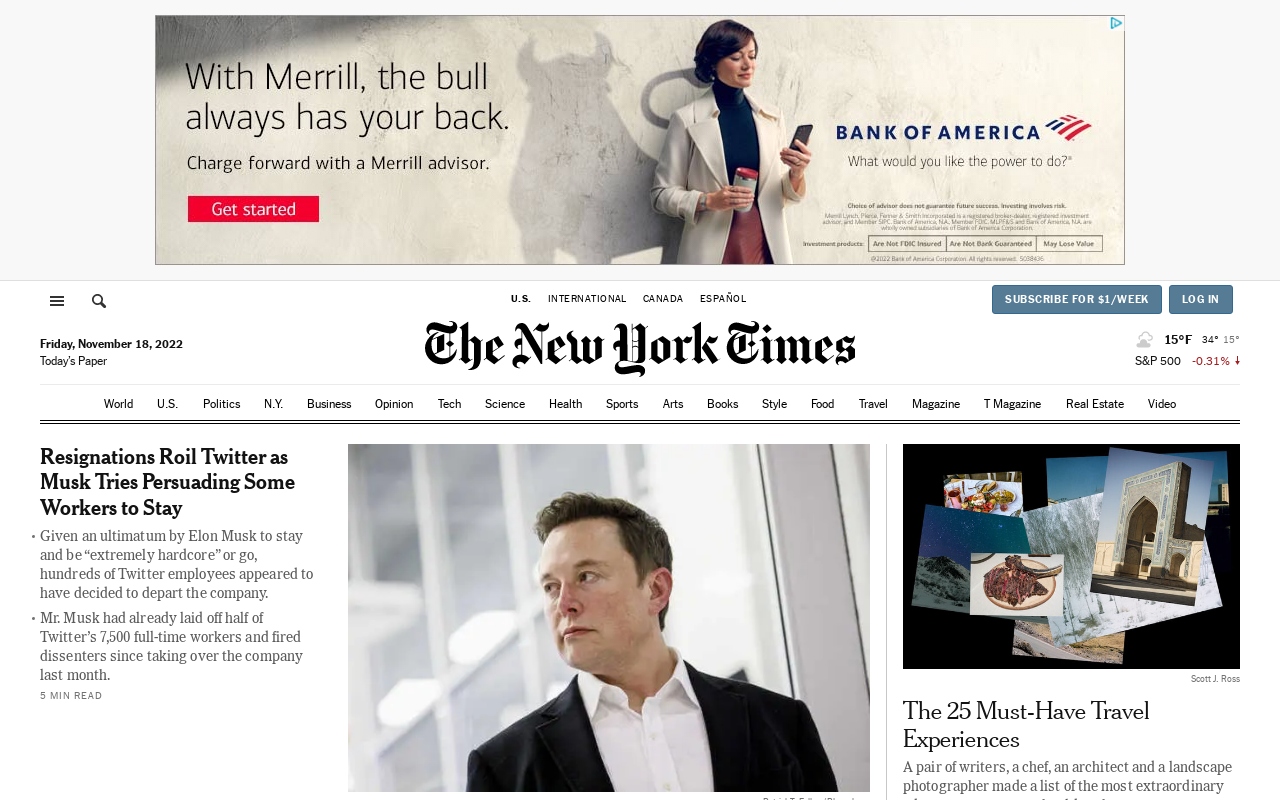 With Merrill, the bull
always has your back.
Charge forward with a Merrill advisor.
Get started
BANK OF AMERICA
What would you like the power to do?®
Choice of advisor does not guarantee future success. Investing involves risk.
Merrill Lynch, Pierce, Fenner & Smith Incorporated is a registered broker-dealer, registered investment
advisor, and Member SIPC. Bank of America, N.A., Member FDIC. MLPF&S and Bank of America, N.A. are
wholly owned subsidiaries of Bank of America Corporation.
Investment products: Are Not FDIC Insured Are Not Bank Guaranteed May Lose Value
@2022 Bank of America Corporation. All rights reserved. 5038436
U.S. INTERNATIONAL CANADA ESPAÑOL
SUBSCRIBE FOR $1/WEEK LOG IN
Friday, November 18, 2022
Today's Paper
The New York Times
15°F 34° 15°
S&P 500 -0.31%
World U.S. Politics N.Y. Business Opinion Tech Science Health Sports Arts Books Style Food Travel Magazine T Magazine Real Estate Video
Resignations Roil Twitter as
Musk Tries Persuading Some
Workers to Stay
• Given an ultimatum by Elon Musk to stay
and be “extremely hardcore” or go,
hundreds of Twitter employees appeared to
have decided to depart the company.
• Mr. Musk had already laid off half of
Twitter’s 7,500 full-time workers and fired
dissenters since taking over the company
last month.
5 MIN READ
Scott J. Ross
The 25 Must-Have Travel
Experiences
A pair of writers, a chef, an architect and a landscape
photographer made a list of the most extraordinary